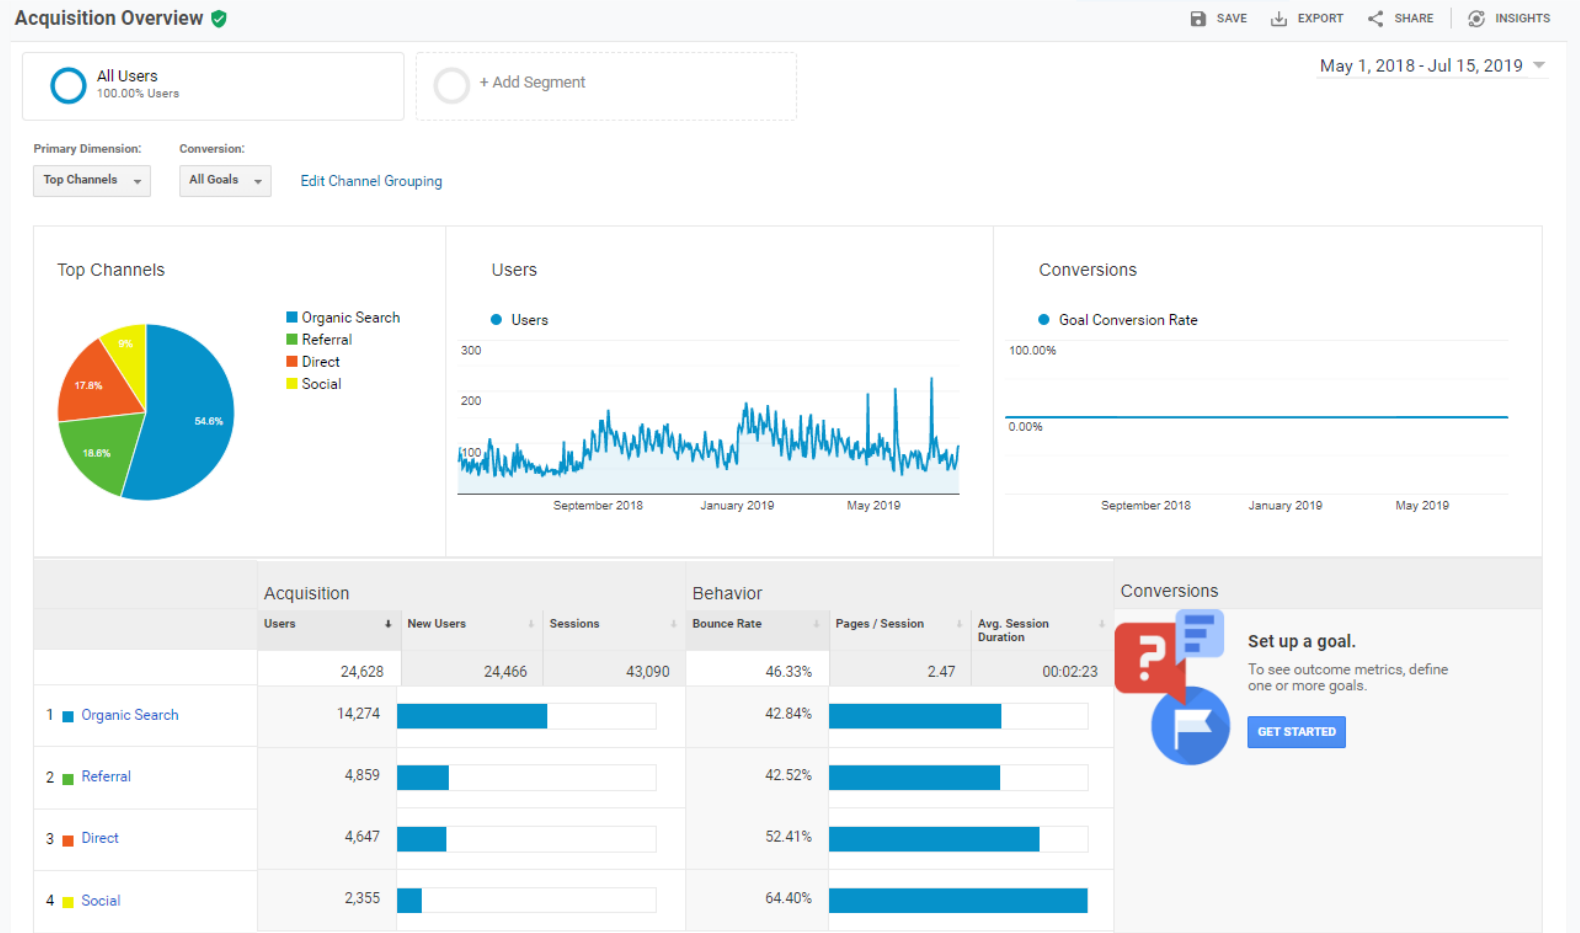 Acquisition Overview
SAVE
EXPORT
SHARE
INSIGHTS
All Users
100.00% Users
+ Add Segment
May 1, 2018 - Jul 15, 2019
Primary Dimension:
Conversion:
Top Channels
All Goals
Edit Channel Grouping
Top Channels
Organic Search
Referral
Direct
Social
9%
17.8%
54.6%
18.6%
Users
Users
300
200
100
September 2018
January 2019
May 2019
Conversions
Goal Conversion Rate
100.00%
0.00%
September 2018
January 2019
May 2019
Acquisition
Behavior
Conversions
Users
New Users
Sessions
Bounce Rate
Pages / Session
Avg. Session
Duration
24,628
24,466
43,090
46.33%
2.47
00:02:23
1
Organic Search
14,274
42.84%
2
Referral
4,859
42.52%
3
Direct
4,647
52.41%
4
Social
2,355
64.40%
?
Set up a goal.
To see outcome metrics, define
one or more goals.
GET STARTED